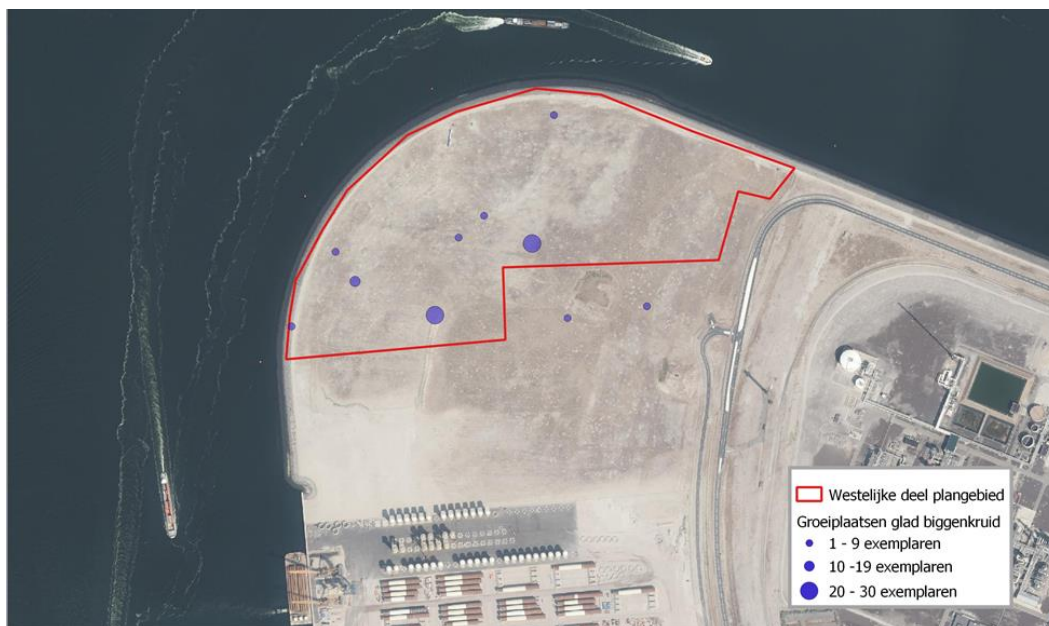 Westelijke deel plangebied
Groeiplaatsen glad biggenkruid
1 - 9 exemplaren
10 -19 exemplaren
20 - 30 exemplaren